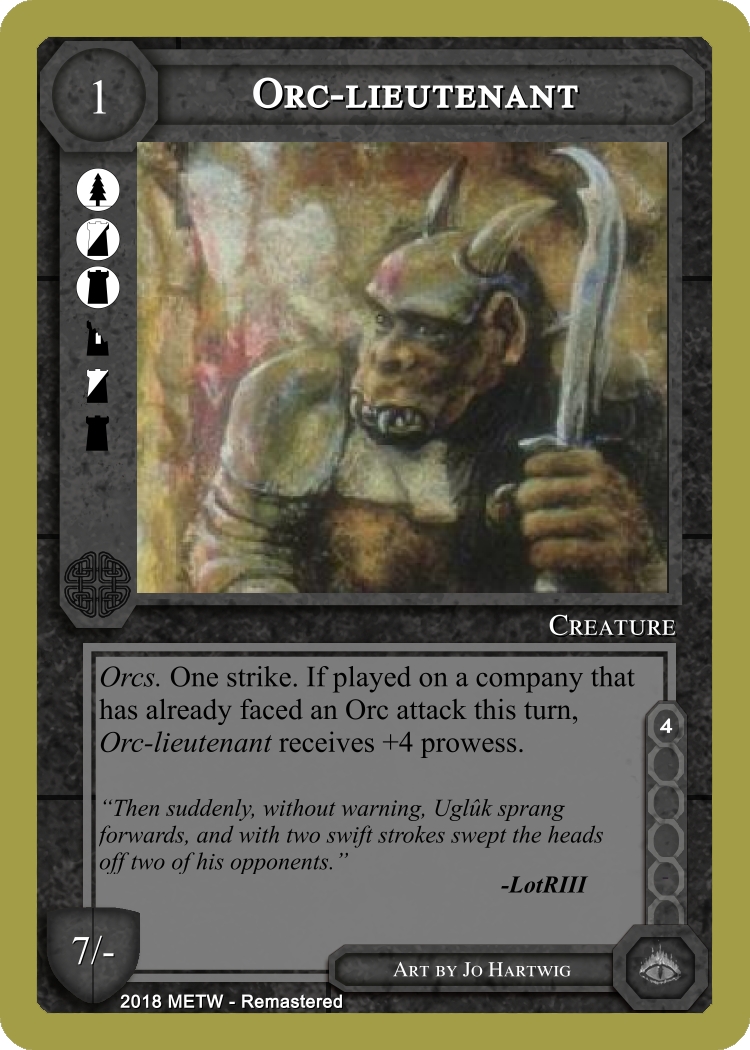 1
Orc-lieutenant
Creature
Orcs. One strike. If played on a company that
has already faced an Orc attack this turn,
Orc-lieutenant receives +4 prowess.
4
“Then suddenly, without warning, Uglûk sprang
forwards, and with two swift strokes swept the heads
off two of his opponents.”
-LotRIII
7/-
Art by Jo Hartwig
2018 METW - Remastered